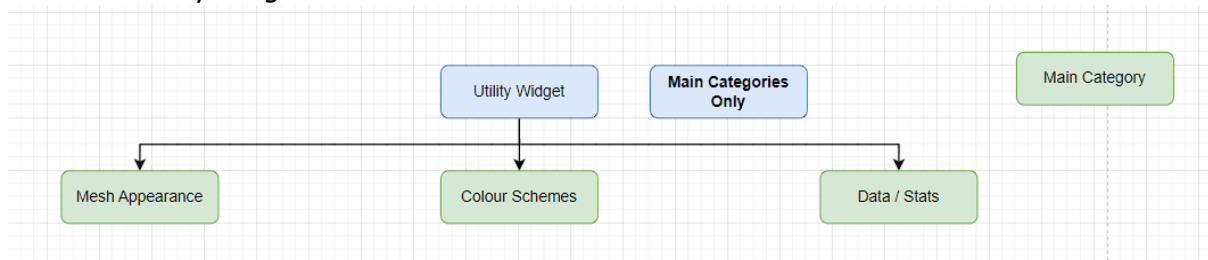 Utility Widget
Main Categories
Only
Main Category
Mesh Appearance
Colour Schemes
Data / Stats